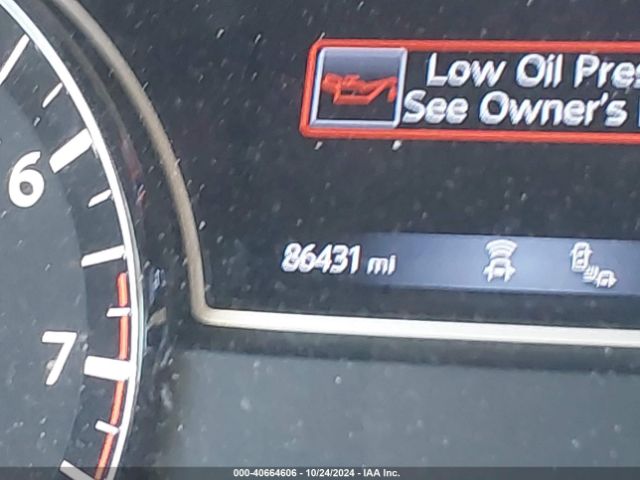 Low Oil Pres
See Owner's
6
86431 mi
7
000-40664606 - 10/24/2024 - IAA Inc.